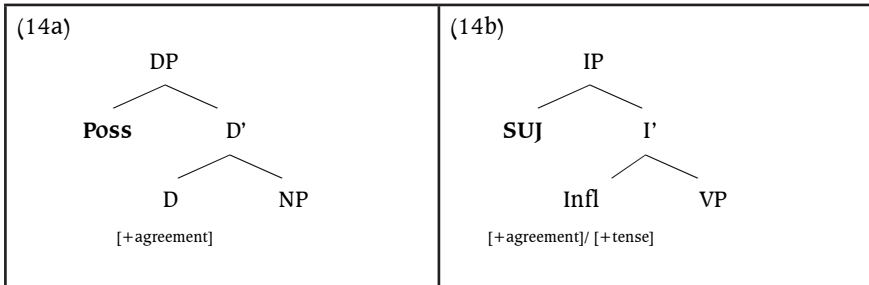 (14a)
DP
Poss D'
D NP
[+agreement]
(14b)
IP
SUJ I'
Infl VP
[+agreement]/ [+tense]